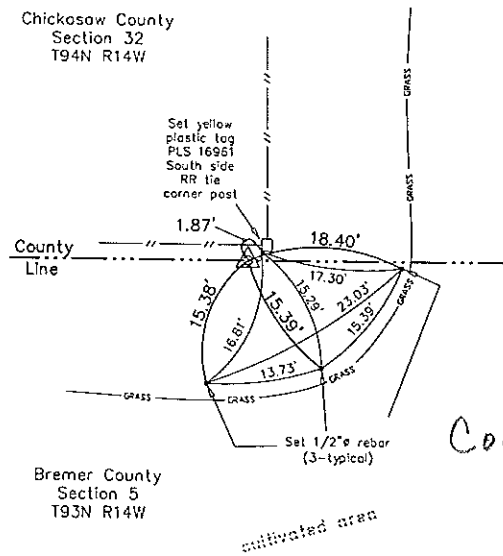 Chickasaw County
Section 32
T94N R14W
GRASS
Set yellow
plastic tag
PLS 16961
South side
RR tie
corner post
1.87'
18.40'
County
Line
17.30'
15.38'
16.81'
15.39'
15.29'
23.03'
15.39'
GRASS
13.73'
GRASS
GRASS
GRASS
Set 1/2"ø rebar
(3-typical)
Bremer County
Section 5
T93N R14W
cultivated area